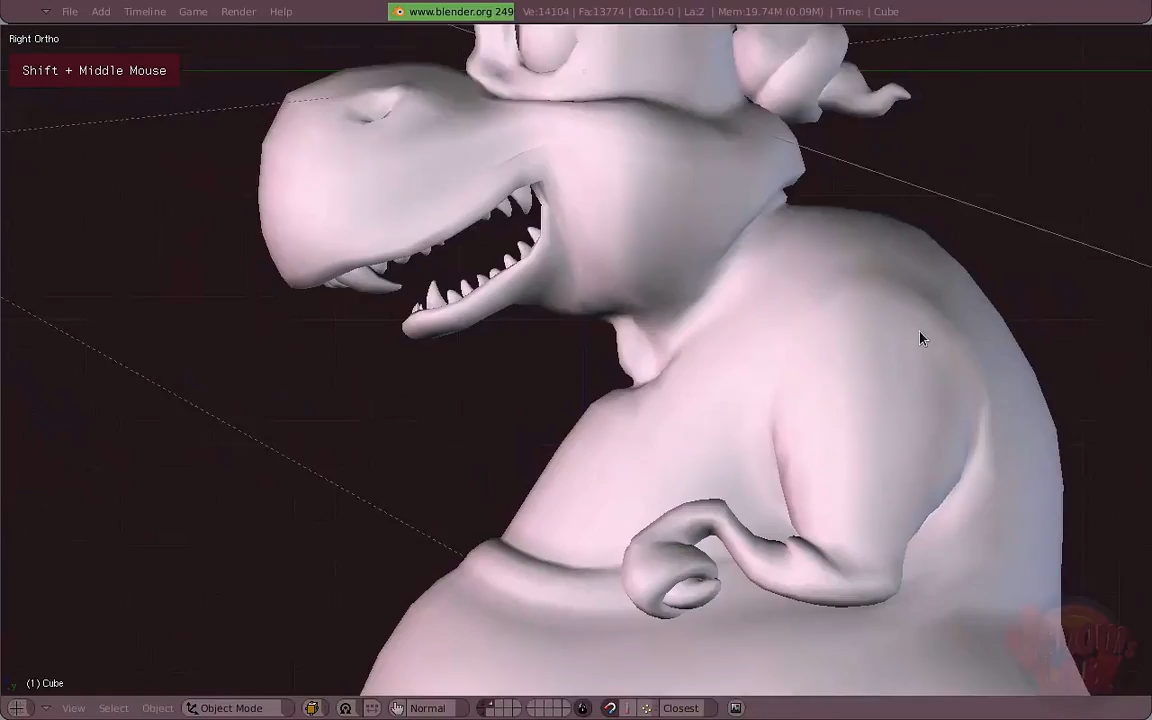 File Add Timeline Game Render Help www.blender.org 249 Ve:14104 | Fa:13774 | Ob:10-0 | La:2 | Mem:19.74M (0.09M) | Time: | Cube
Right Ortho
Shift + Middle Mouse
(1) Cube
View Select Object Object Mode Normal Closest